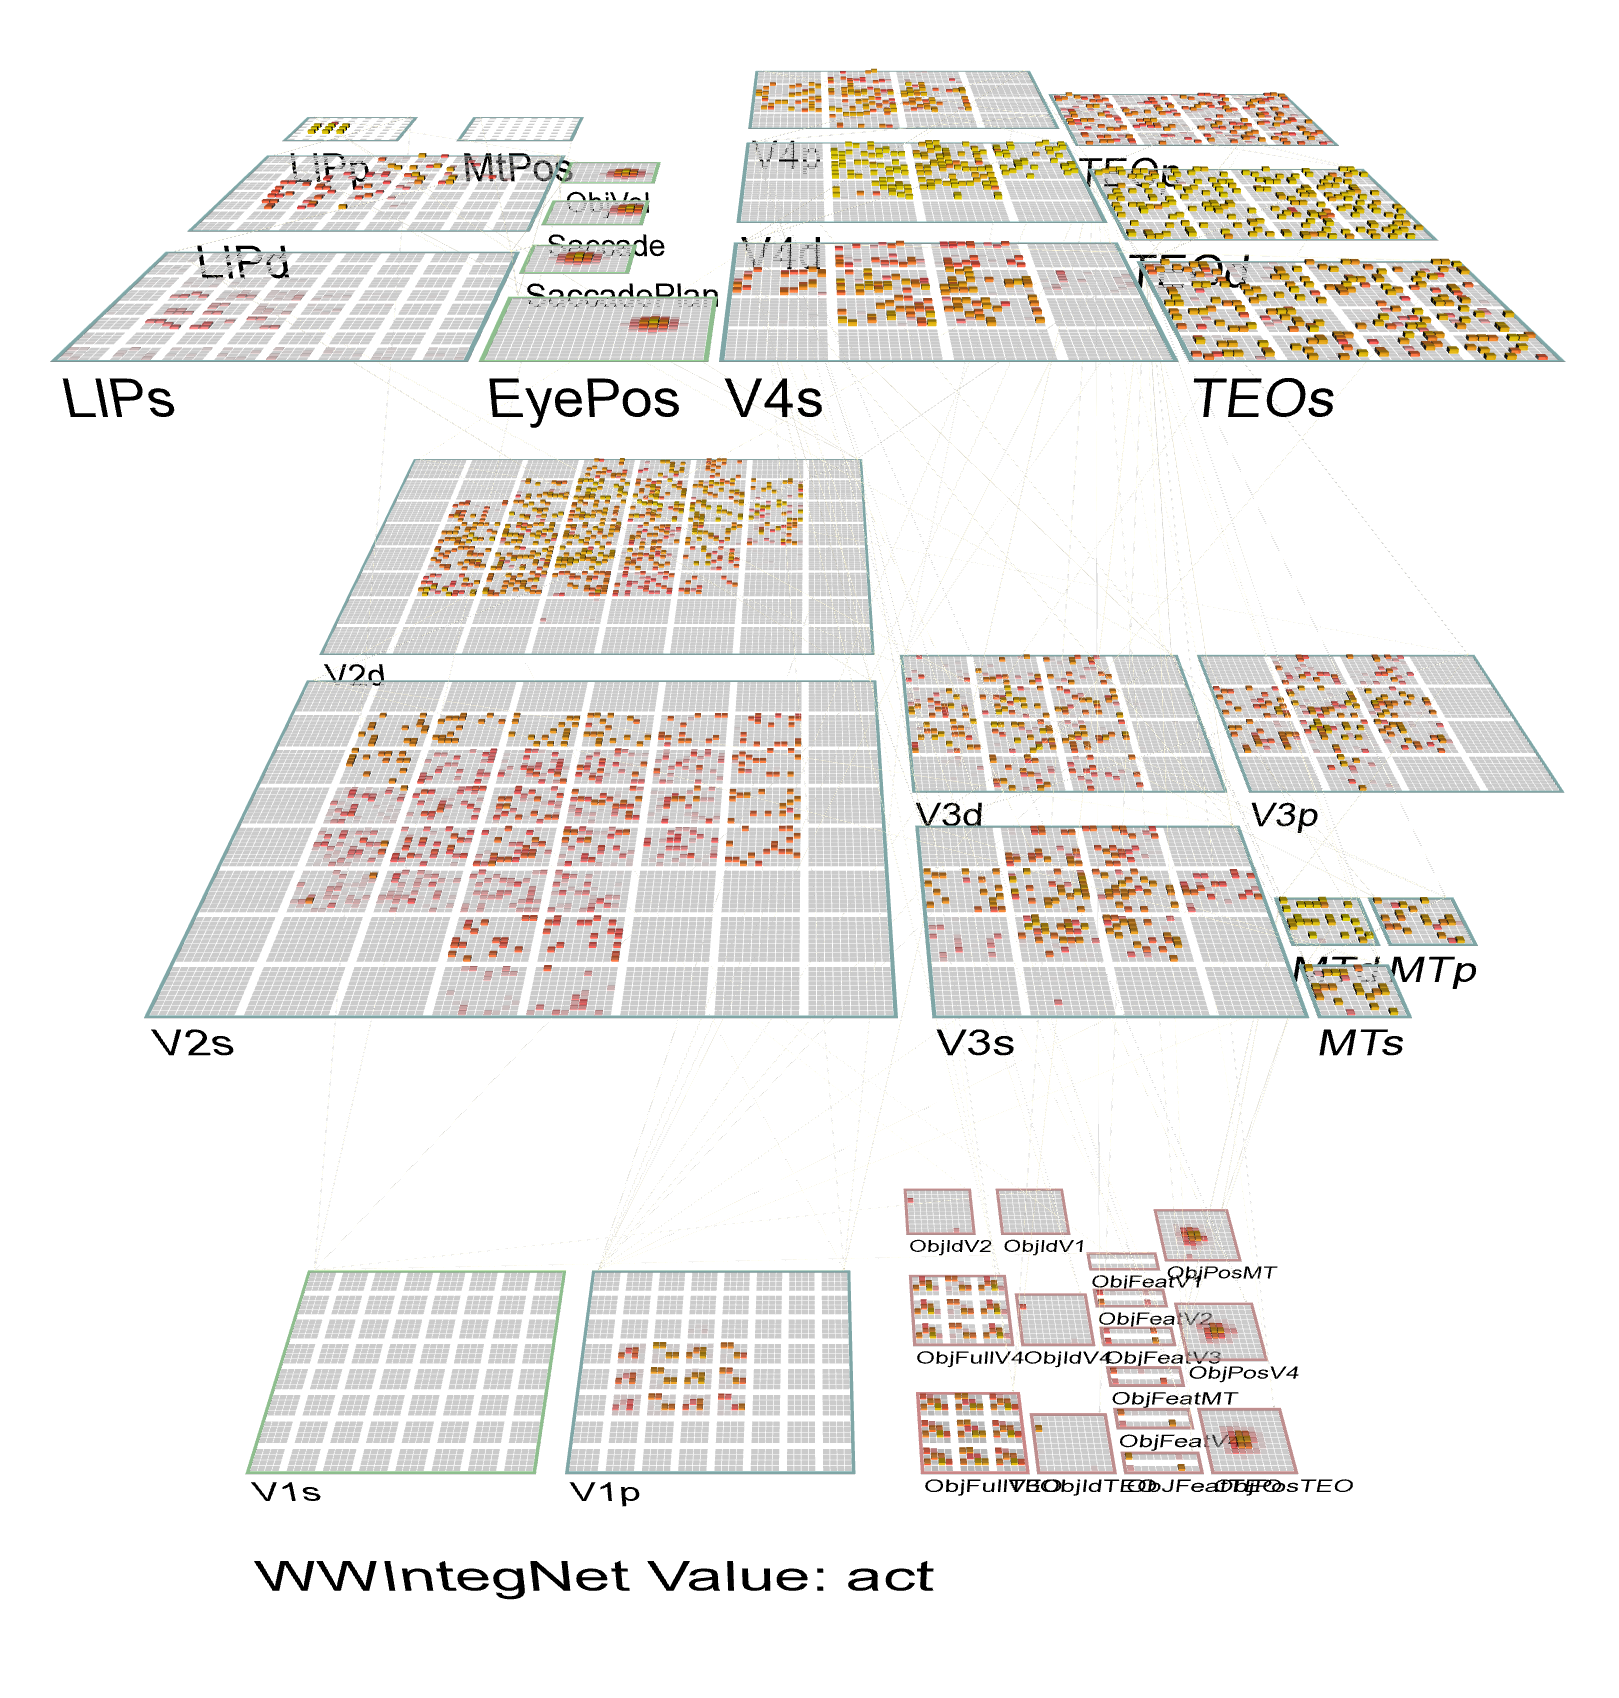 LIPp
MtPos
V4p
TEOp
ObjVel
LIPd
Saccade
V4d
TEOd
SaccadePlan
LIPs
EyePos
V4s
TEOs
V2d
V3d
V3p
MTd
MTp
V2s
V3s
MTs
ObjIdV2
ObjIdV1
ObjPosMT
ObjFeatV1
ObjFeatV2
ObjFullV4
ObjIdV4
ObjFeatV3
ObjPosV4
ObjFeatMT
ObjFeatV4
V1s
V1p
ObjIdTEO
ObjPosTEO
WWIntegNet Value: act